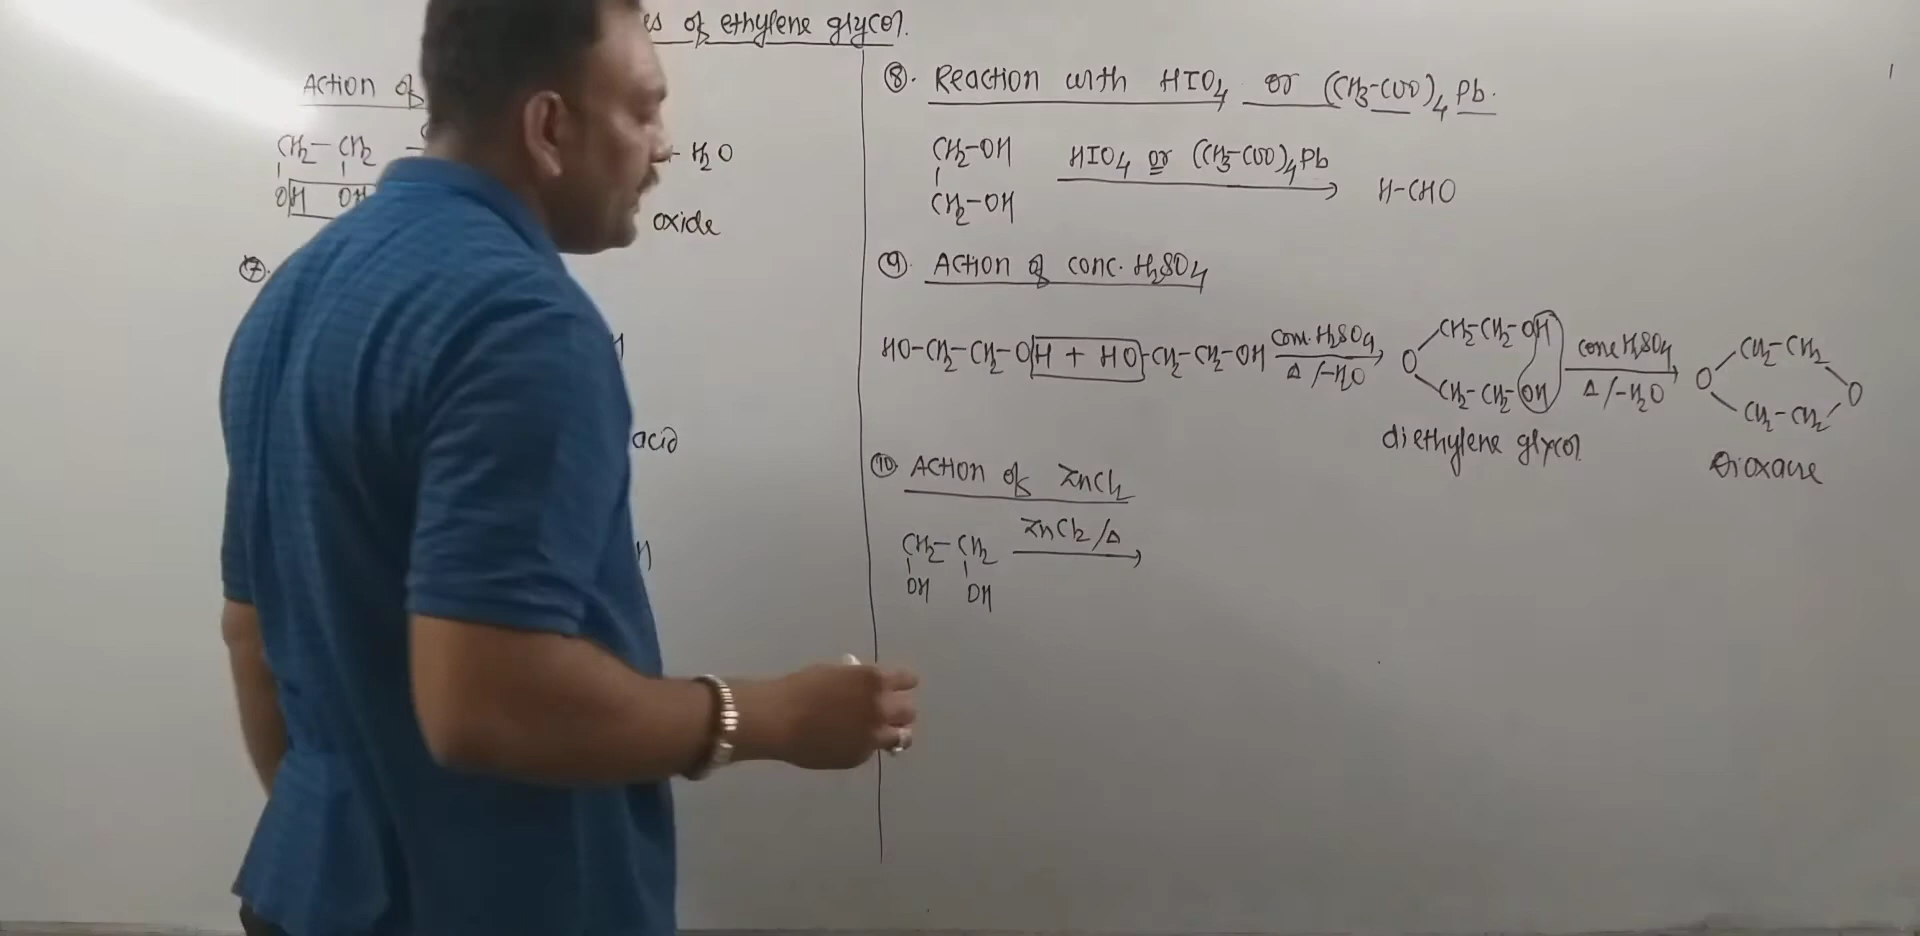 es of ethylene glycol.
Action of
CH2-CH2
+ H2O
OH OH
oxide
7.
acid
8. Reaction with HIO4 or (CH3-COO)4 Pb.
CH2-OH
HIO4 or (CH3-COO)4Pb
H-CHO
CH2-OH
9. Action of conc. H2SO4
HO-CH2-CH2-OH + HO-CH2-CH2-OH
conc. H2SO4
Δ/-H2O
O
CH2-CH2-OH
CH2-CH2-OH
diethylene glycol
conc H2SO4
Δ/-H2O
O
CH2-CH2
CH2-CH2
O
Dioxane
10 Action of ZnCl2
CH2-CH2
OH OH
ZnCl2/Δ